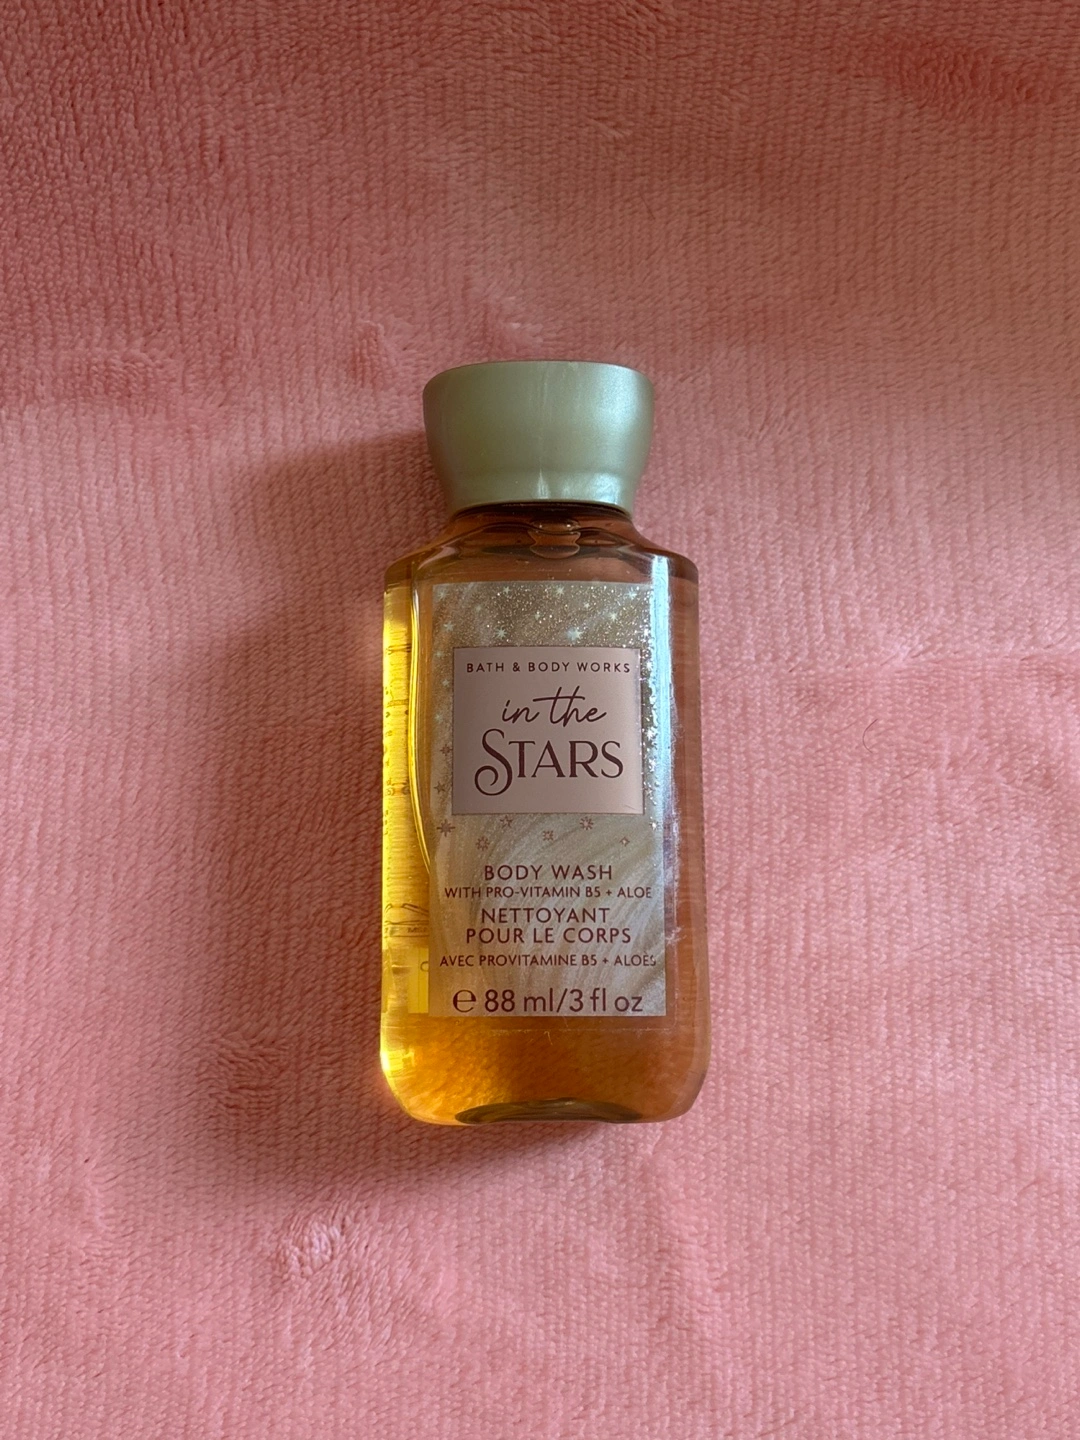 BATH & BODY WORKS
in the
STARS
BODY WASH
WITH PRO-VITAMIN B5 + ALOE
NETTOYANT
POUR LE CORPS
AVEC PROVITAMINE B5 + ALOÈS
℮ 88 ml/3 fl oz